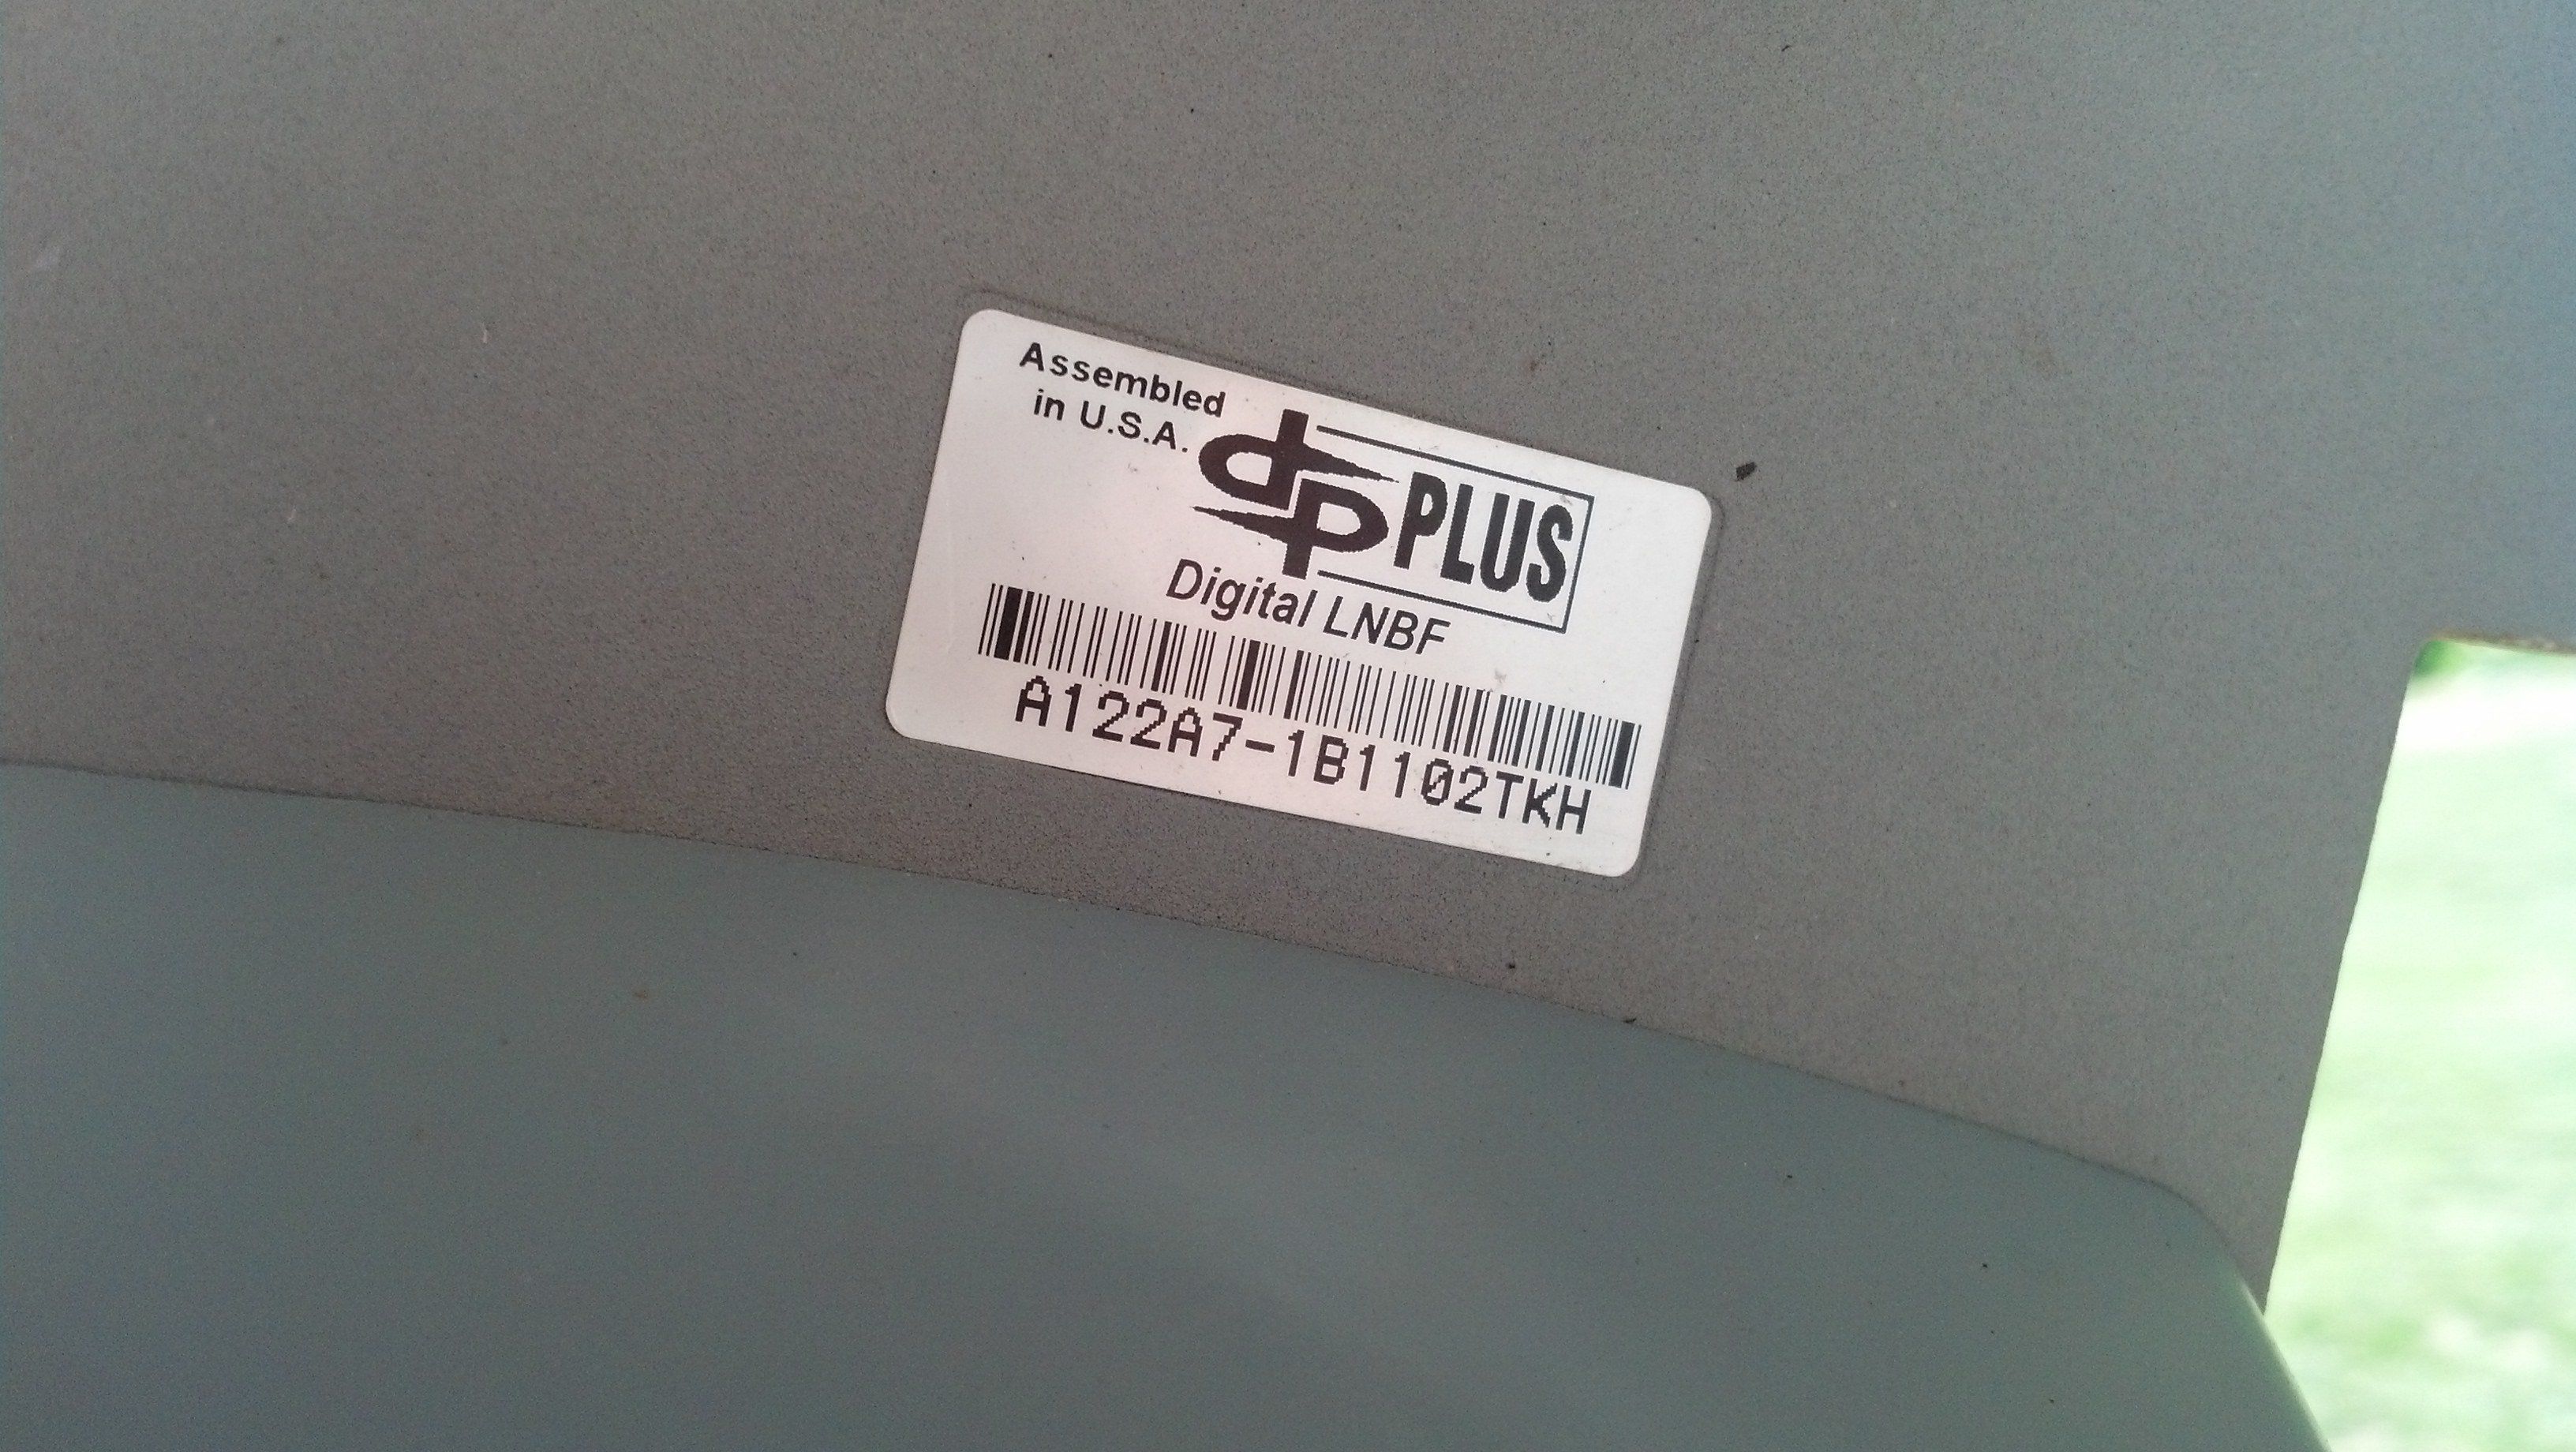 Assembled
in U.S.A.
dp PLUS
Digital LNBF
A122A7-1B1102TKH